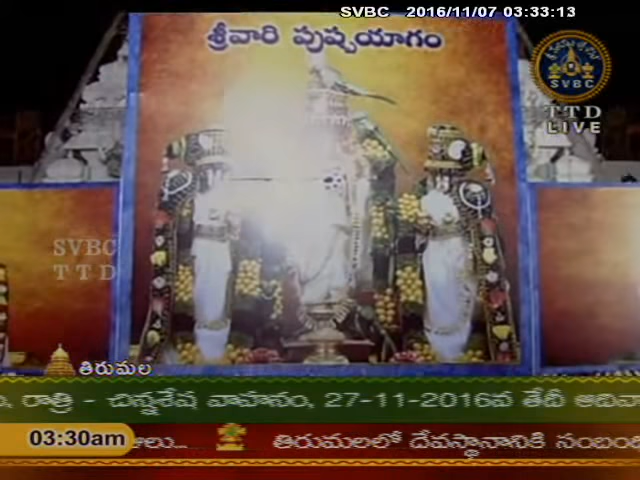 SVBC 2016/11/07 03:33:13
శ్రీవారి పుష్పయాగం
SVBC
TTD
LIVE
SVBC
TTD
తిరుమల
రాత్రి - చిన్నశేష వాహనం, 27-11-2016వ తేదీ ఆదివా
03:30am
తిరుమలలో దేవస్థానానికి సంబంధ